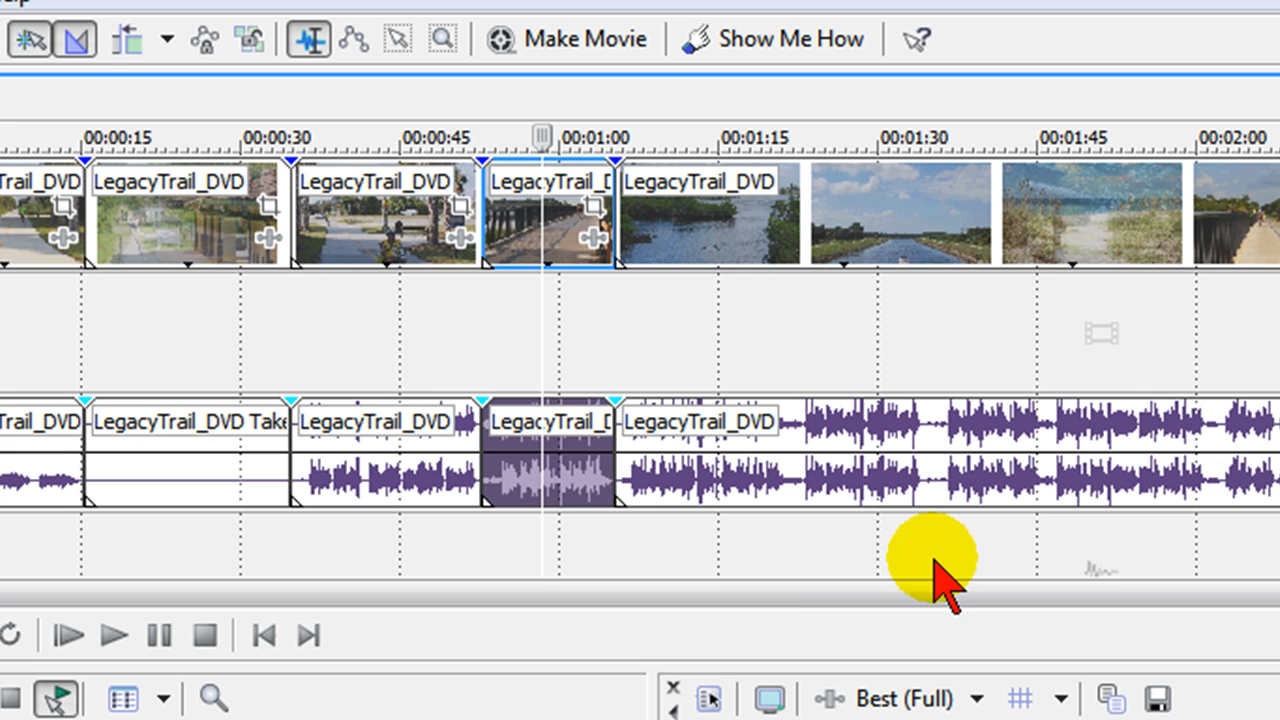 Make Movie Show Me How
00:00:15 00:00:30 00:00:45 00:01:00 00:01:15 00:01:30 00:01:45 00:02:00
Trail_DVD LegacyTrail_DVD LegacyTrail_DVD LegacyTrail_D LegacyTrail_DVD
Trail_DVD LegacyTrail_DVD Take LegacyTrail_DVD LegacyTrail_D LegacyTrail_DVD
Best (Full)